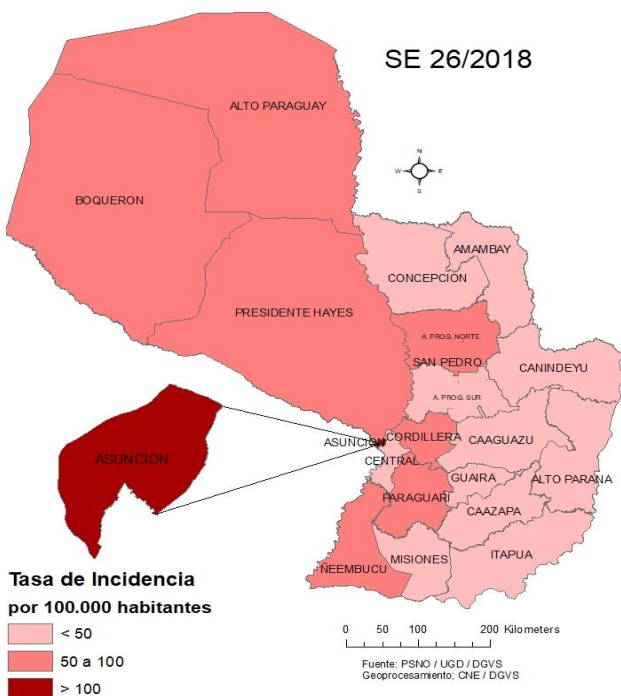 SE 26/2018
ALTO PARAGUAY
N
W E
S
BOQUERON
AMAMBAY
CONCEPCIÓN
PRESIDENTE HAYES
A. PROG. NORTE
SAN PEDRO
CANINDEYU
A. PROG. SUR
ASUNCION
CORDILLERA
CAAGUAZU
ASUNCION
CENTRAL
GUAIRA
ALTO PARANA
PARAGUARI
CAAZAPA
ITAPUA
MISIONES
ÑEEMBUCU
Tasa de Incidencia
por 100.000 habitantes
< 50
50 a 100
> 100
0 50 100 200 Kilometers
Fuente: PSNO / UGD / DGVS
Geoprocesamiento; CNE / DGVS